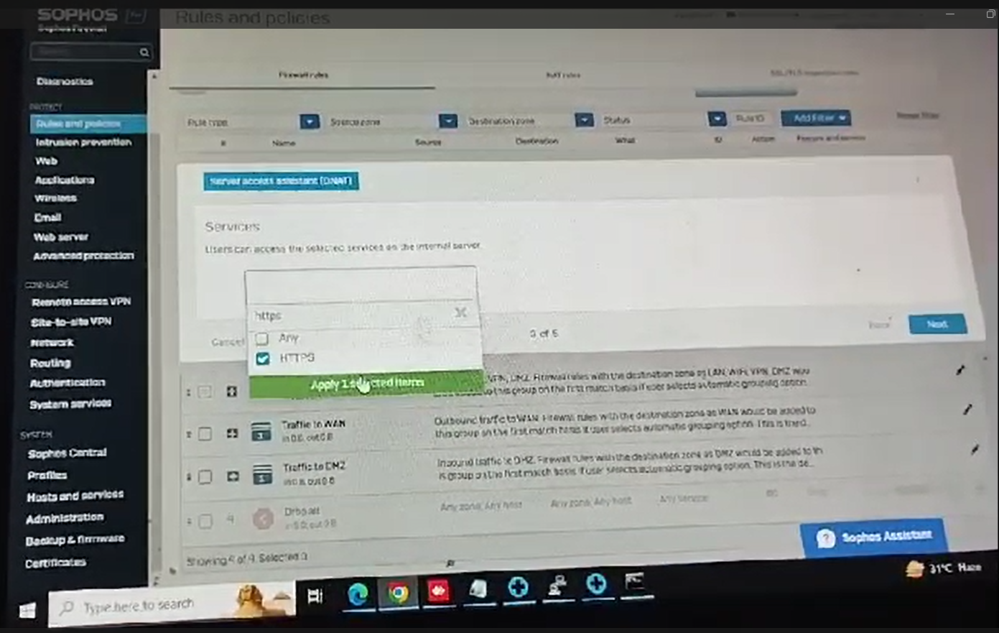 SOPHOS
Sophos Firewall
Rules and policies
Search
Diagnostics
PROTECT
Rules and policies
Intrusion prevention
Web
Applications
Wireless
Email
Web server
Advanced protection
CONFIGURE
Remote access VPN
Site-to-site VPN
Network
Routing
Authentication
System services
SYSTEM
Sophos Central
Profiles
Hosts and services
Administration
Backup & firmware
Certificates
Firewall rules
NAT rules
SSL/TLS inspection rules
Rule type
Source zone
Destination zone
Status
Rule ID
Add Filter
Reset filter
#
Name
Source
Destination
What
ID
Action
Feature and service
Server access assistant (DNAT)
Services
Users can access the selected services on the internal server.
https
Any
HTTPS
Apply 1 selected items
Cancel
3 of 5
Next
VPN, DMZ. Firewall rules with the destination zone as LAN, WiFi, VPN, DMZ wou
to this group on the first match basis if user selects automatic grouping option.
Traffic to WAN
in 0 B, out 0 B
Outbound traffic to WAN. Firewall rules with the destination zone as WAN would be added to
this group on the first match basis if user selects automatic grouping option. This is the d...
Traffic to DMZ
in 0 B, out 0 B
Inbound traffic to DMZ. Firewall rules with the destination zone as DMZ would be added to th
is group on the first match basis if user selects automatic grouping option. This is the de...
4
Drop all
in 0 B, out 0 B
Any zone, Any host
Any zone, Any host
Any service
Showing 4 of 4. Selected 0
Sophos Assistant
Type here to search
31°C Haze